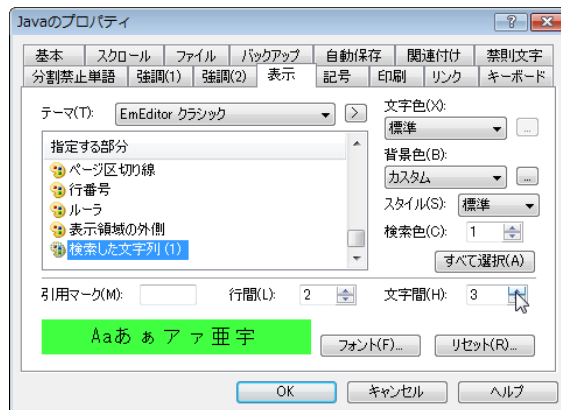 Javaのプロパティ
基本 スクロール ファイル バックアップ 自動保存 関連付け 禁則文字
分割禁止単語 強調(1) 強調(2) 表示 記号 印刷 リンク キーボード
テーマ(T): EmEditor クラシック >
文字色(X):
標準 ...
指定する部分
背景色(B):
ページ区切り線
カスタム ...
行番号
ルーラ
スタイル(S): 標準
表示領域の外側
検索色(C): 1
検索した文字列 (1)
すべて選択(A)
引用マーク(M): 行間(L): 2 文字間(H): 3
Aaあぁアァ亜宇
フォント(F)... リセット(R)...
OK キャンセル ヘルプ